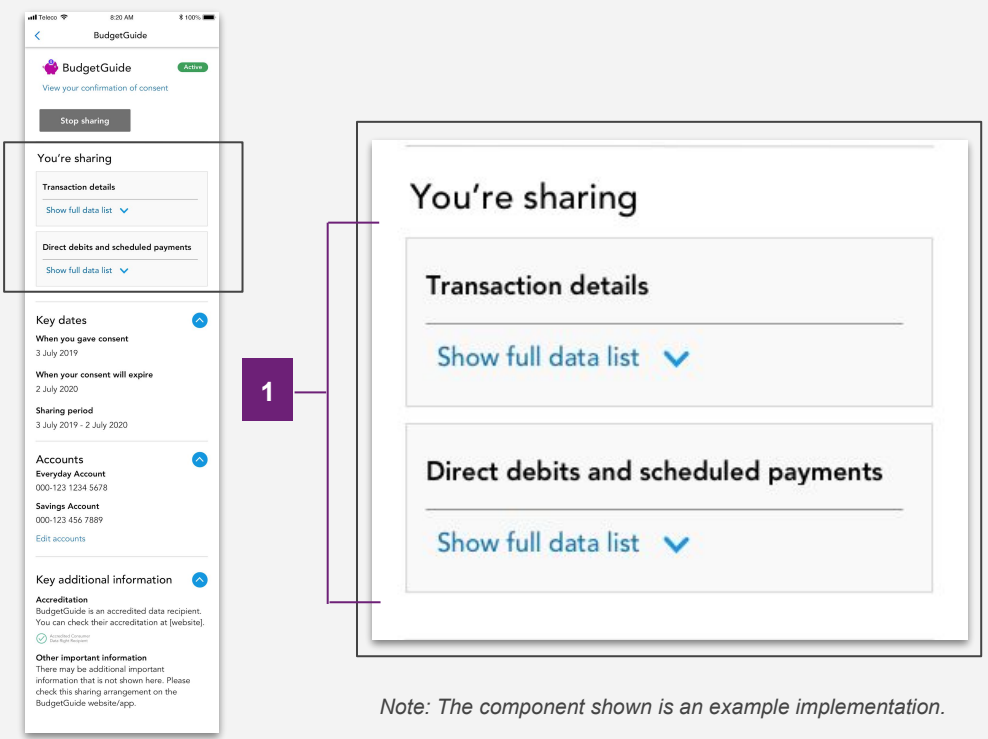 Teleco 8:20 AM 100%
BudgetGuide
BudgetGuide Active
View your confirmation of consent
Stop sharing
You're sharing
Transaction details
Show full data list
Direct debits and scheduled payments
Show full data list
Key dates
When you gave consent
3 July 2019
When your consent will expire
2 July 2020
Sharing period
3 July 2019 - 2 July 2020
Accounts
Everyday Account
000-123 1234 5678
Savings Account
000-123 456 7889
Edit accounts
Key additional information
Accreditation
BudgetGuide is an accredited data recipient.
You can check their accreditation at [website].
Accredited Consumer
Data Right Recipient
Other important information
There may be additional important
information that is not shown here. Please
check this sharing arrangement on the
BudgetGuide website/app.
1
You're sharing
Transaction details
Show full data list
Direct debits and scheduled payments
Show full data list
Note: The component shown is an example implementation.